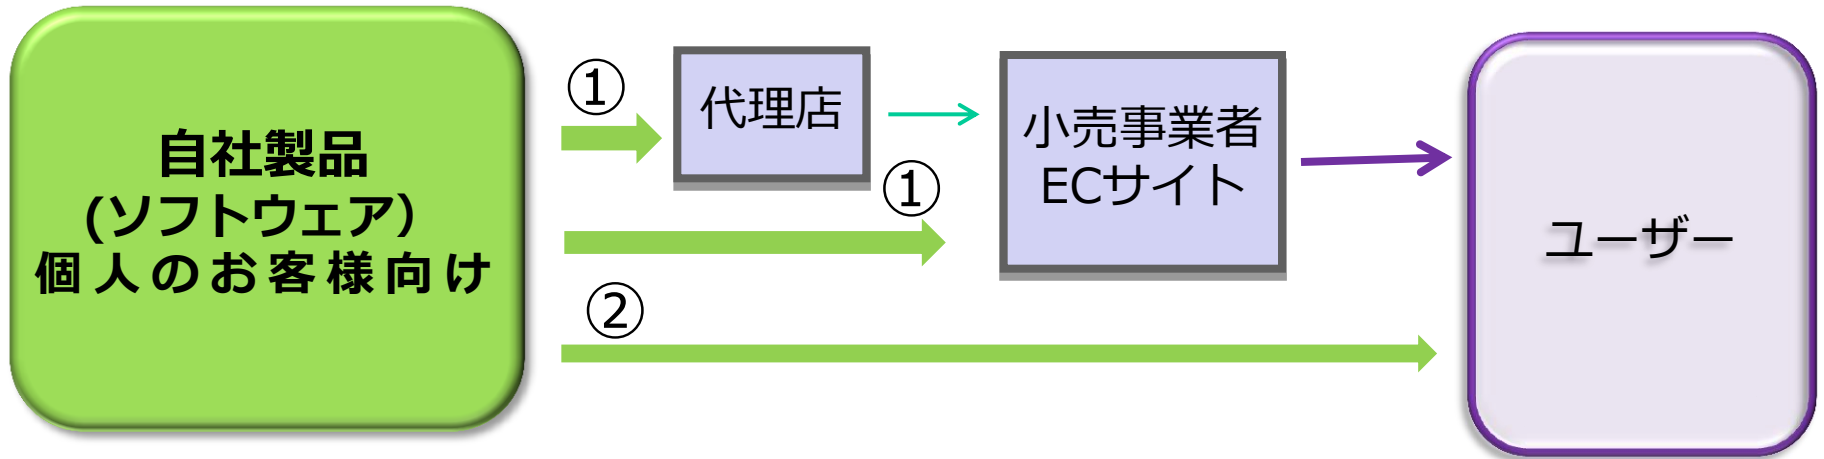 自社製品
(ソフトウェア）
個人のお客様向け
①
代理店
小売事業者
ECサイト
①
②
ユーザー